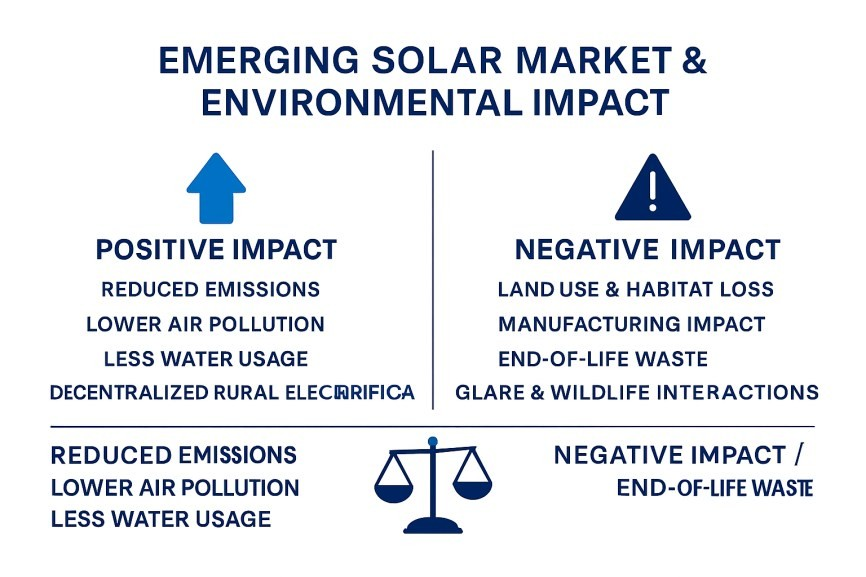 EMERGING SOLAR MARKET &
ENVIRONMENTAL IMPACT
POSITIVE IMPACT
REDUCED EMISSIONS
LOWER AIR POLLUTION
LESS WATER USAGE
DECENTRALIZED RURAL
NEGATIVE IMPACT
LAND USE & HABITAT LOSS
MANUFACTURING IMPACT
END-OF-LIFE WASTE
GLARE & WILDLIFE INTERACTIONS
REDUCED EMISSIONS
LOWER AIR POLLUTION
LESS WATER USAGE
NEGATIVE IMPACT /
END-OF-LIFE WASTE